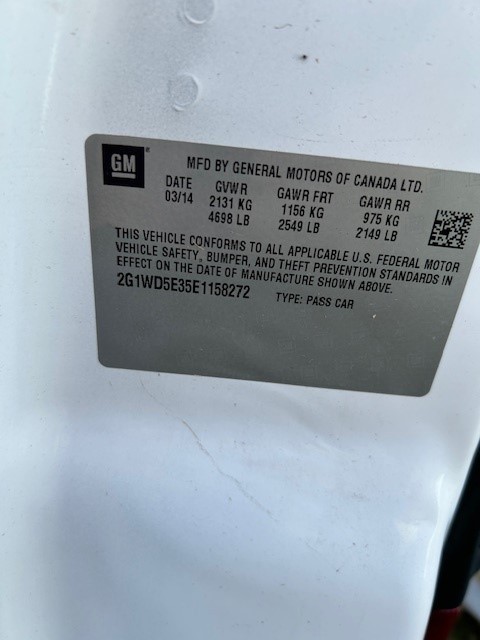 GM
MFD BY GENERAL MOTORS OF CANADA LTD.
DATE GVWR GAWR FRT GAWR RR
03/14 2131 KG 1156 KG 975 KG
4698 LB 2549 LB 2149 LB
THIS VEHICLE CONFORMS TO ALL APPLICABLE U.S. FEDERAL MOTOR
VEHICLE SAFETY, BUMPER, AND THEFT PREVENTION STANDARDS IN
EFFECT ON THE DATE OF MANUFACTURE SHOWN ABOVE.
2G1WD5E35E1158272 TYPE: PASS CAR